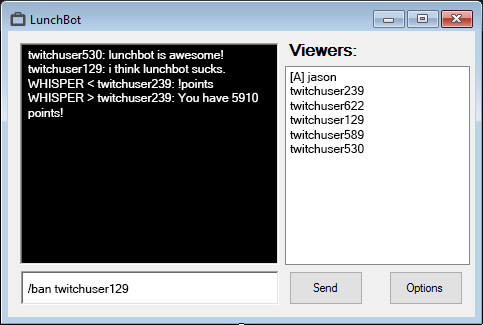 LunchBot
twitchuser530: lunchbot is awesome!
twitchuser129: i think lunchbot sucks.
WHISPER < twitchuser239: !points
WHISPER > twitchuser239: You have 5910
points!
Viewers:
[A] jason
twitchuser239
twitchuser622
twitchuser129
twitchuser589
twitchuser530
/ban twitchuser129
Send
Options